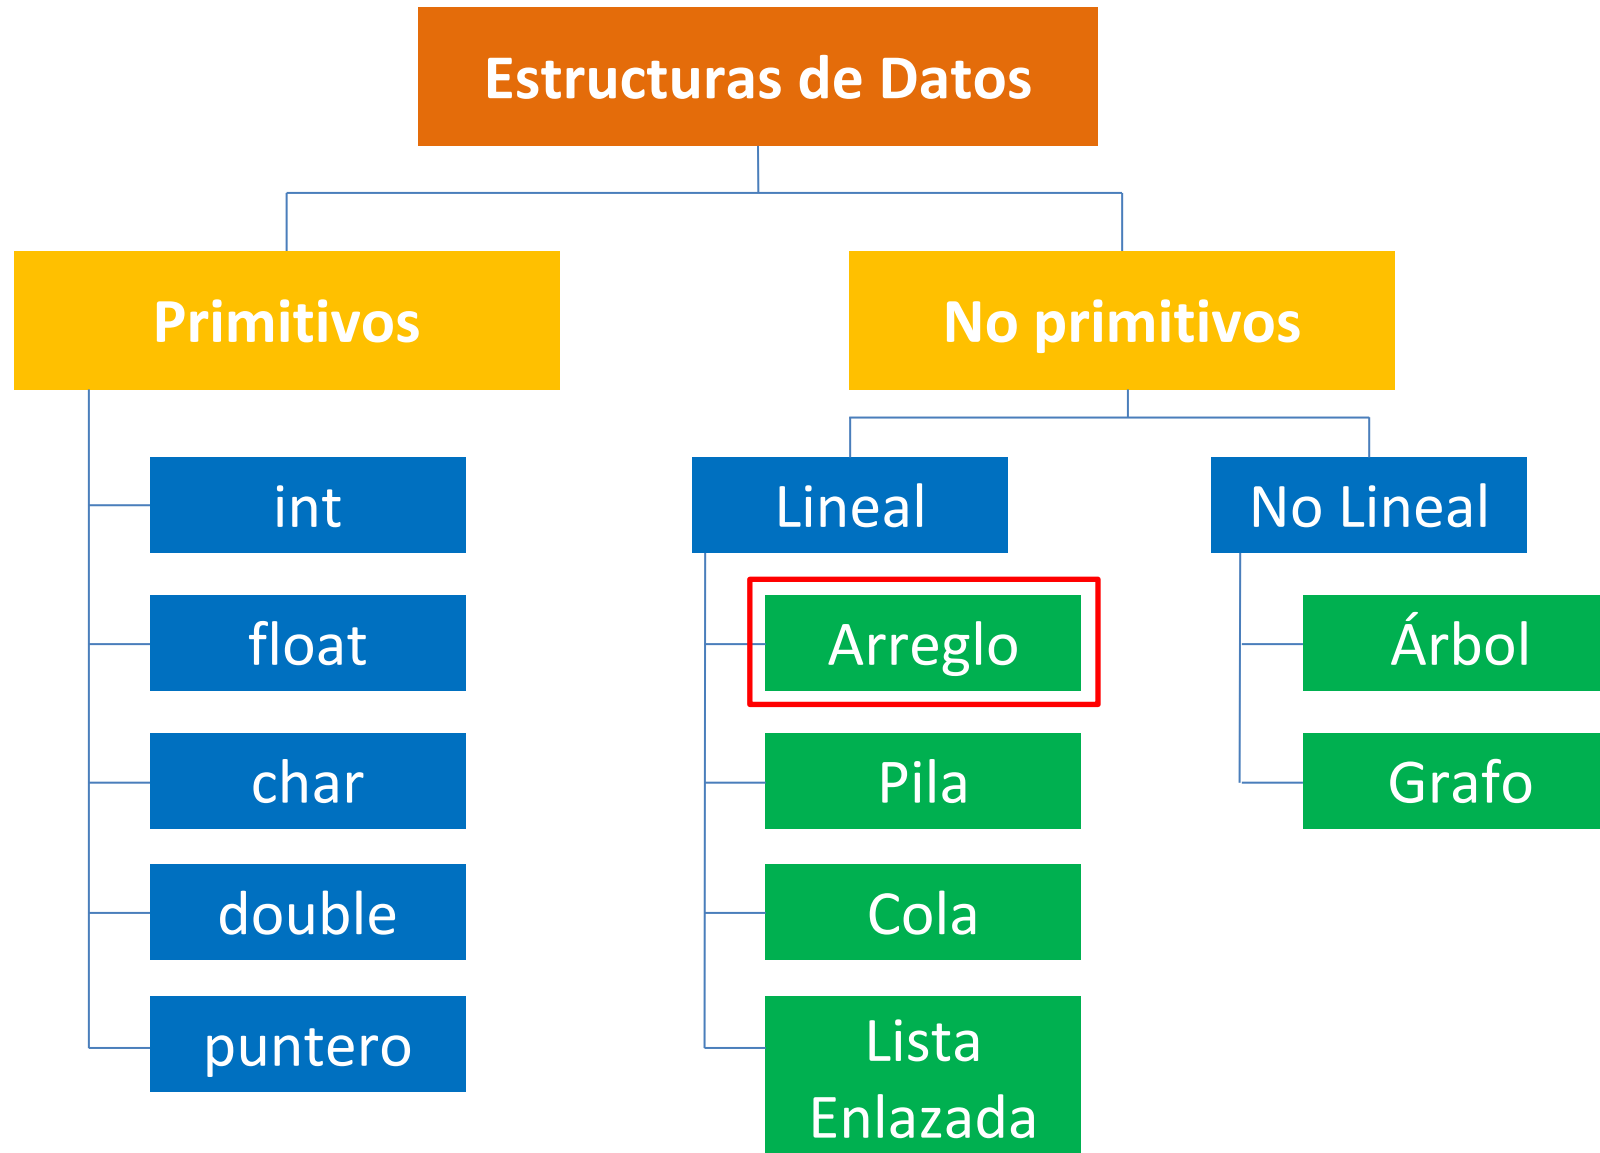 Estructuras de Datos
Primitivos
No primitivos
int
float
char
double
puntero
Lineal
Arreglo
Pila
Cola
Lista
Enlazada
No Lineal
Árbol
Grafo